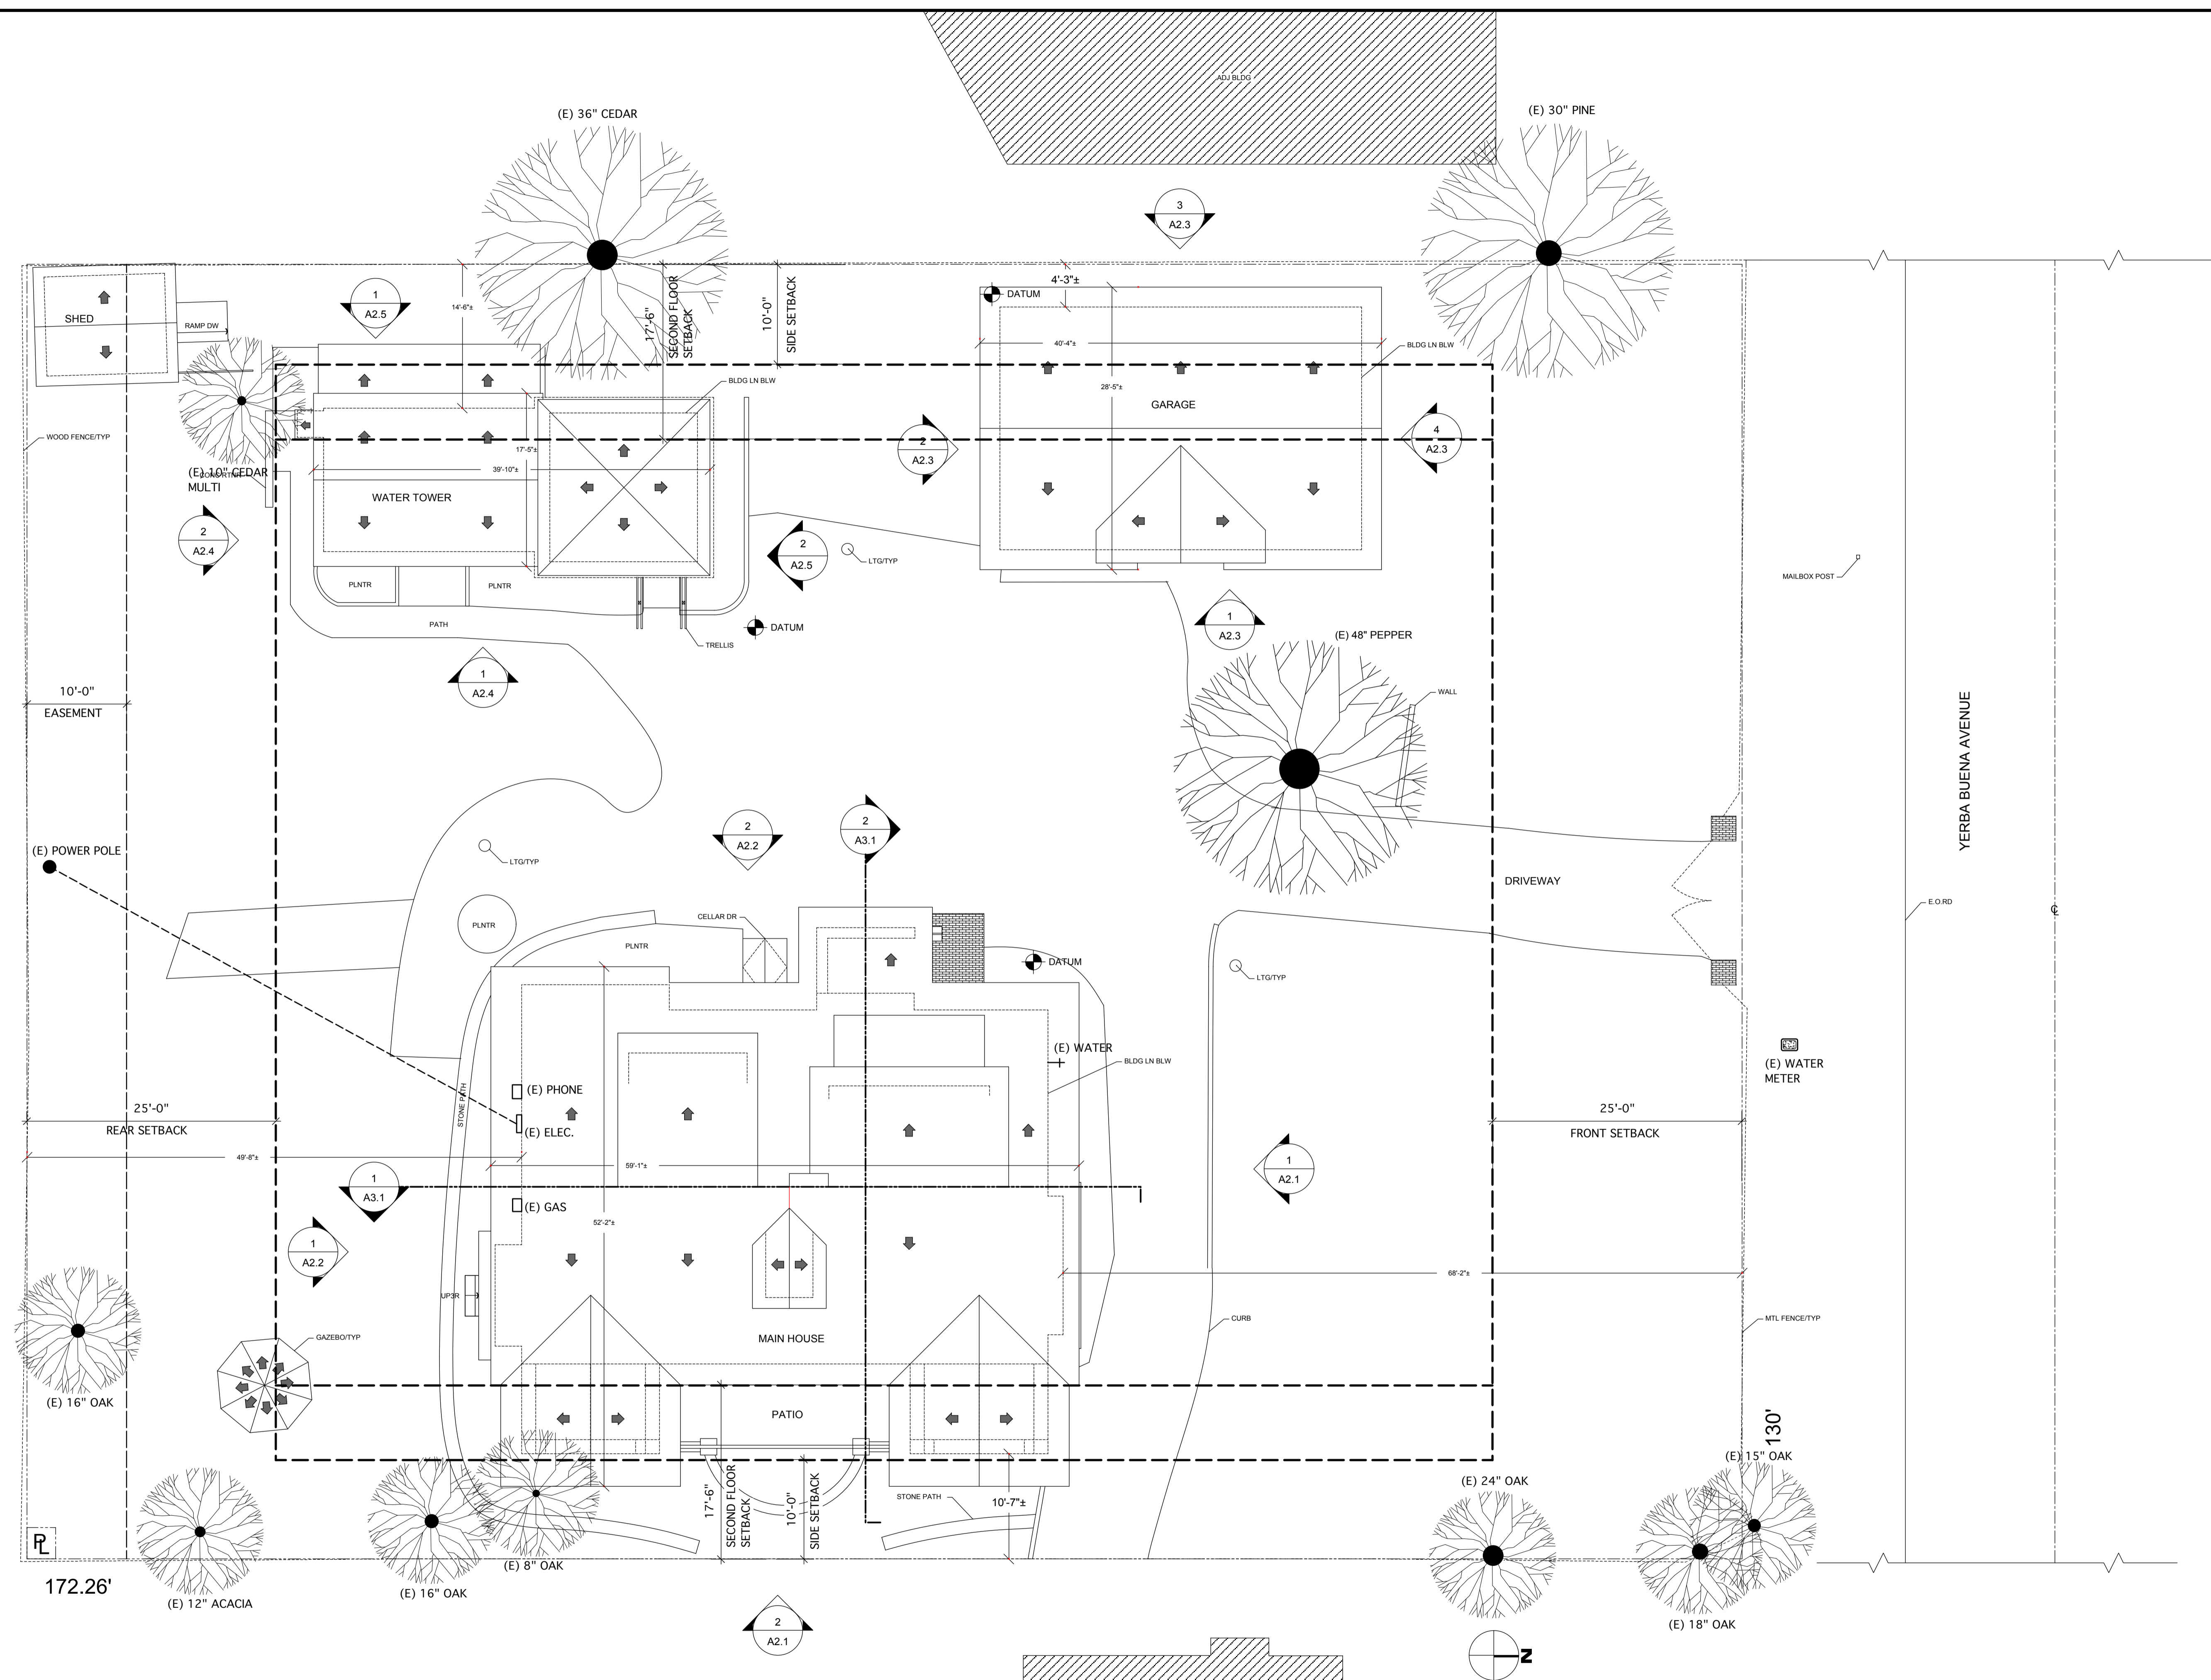 ADJ BLDG
(E) 36" CEDAR
(E) 30" PINE
3
A2.3
SHED
RAMP DW
1
A2.5
14'-6"±
17'-6"
SECOND FLOOR
SETBACK
10'-0"
SIDE SETBACK
DATUM
4'-3"±
40'-4"±
BLDG LN BLW
28'-5"±
GARAGE
BLDG LN BLW
WOOD FENCE/TYP
(E) 10" CEDAR
MULTI
17'-5"±
39'-10"±
WATER TOWER
2
A2.3
4
A2.3
2
A2.4
2
A2.5
LTG/TYP
PLNTR
PLNTR
PATH
DATUM
TRELLIS
1
A2.3
MAILBOX POST
1
A2.4
(E) 48" PEPPER
WALL
10'-0"
EASEMENT
YERBA BUENA AVENUE
(E) POWER POLE
LTG/TYP
2
A2.2
2
A3.1
DRIVEWAY
E.O.RD
CL
PLNTR
CELLAR DR
PLNTR
DATUM
LTG/TYP
(E) WATER
BLDG LN BLW
(E) WATER
METER
STONE PATH
(E) PHONE
(E) ELEC.
25'-0"
REAR SETBACK
25'-0"
FRONT SETBACK
49'-8"±
59'-1"±
1
A3.1
1
A2.1
(E) GAS
52'-2"±
1
A2.2
68'-2"±
UP3R
GAZEBO/TYP
MAIN HOUSE
CURB
MTL FENCE/TYP
(E) 16" OAK
PATIO
130'
(E) 15" OAK
17'-6"
SECOND FLOOR
SETBACK
10'-0"
SIDE SETBACK
STONE PATH
10'-7"±
(E) 24" OAK
PL
172.26'
(E) 12" ACACIA
(E) 16" OAK
(E) 8" OAK
(E) 18" OAK
2
A2.1
N